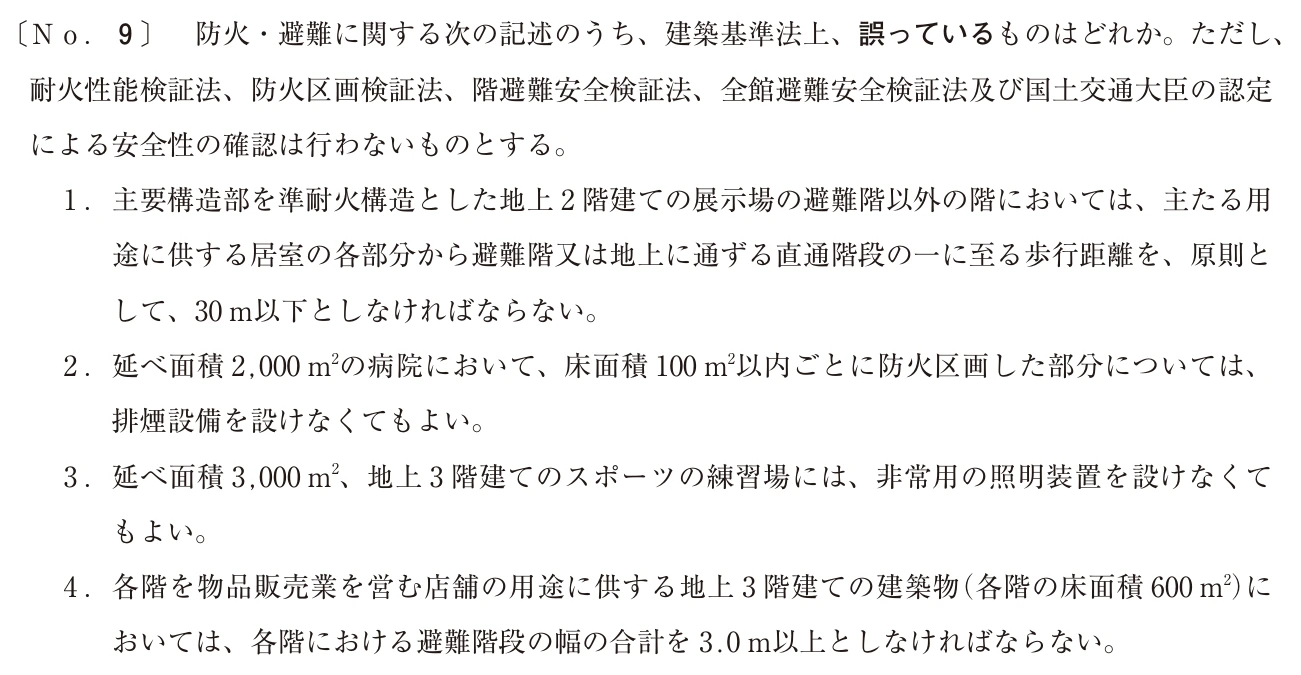 〔Ｎｏ． 9 〕　防火・避難に関する次の記述のうち、建築基準法上、誤っているものはどれか。ただし、
耐火性能検証法、防火区画検証法、階避難安全検証法、全館避難安全検証法及び国土交通大臣の認定
による安全性の確認は行わないものとする。
1．主要構造部を準耐火構造とした地上２階建ての展示場の避難階以外の階においては、主たる用
途に供する居室の各部分から避難階又は地上に通ずる直通階段の一に至る歩行距離を、原則と
して、30 m以下としなければならない。
2．延べ面積 2,000 m²の病院において、床面積 100 m²以内ごとに防火区画した部分については、
排煙設備を設けなくてもよい。
3．延べ面積 3,000 m²、地上３階建てのスポーツの練習場には、非常用の照明装置を設けなくて
もよい。
4．各階を物品販売業を営む店舗の用途に供する地上３階建ての建築物（各階の床面積 600 m²）に
おいては、各階における避難階段の幅の合計を 3.0 m以上としなければならない。